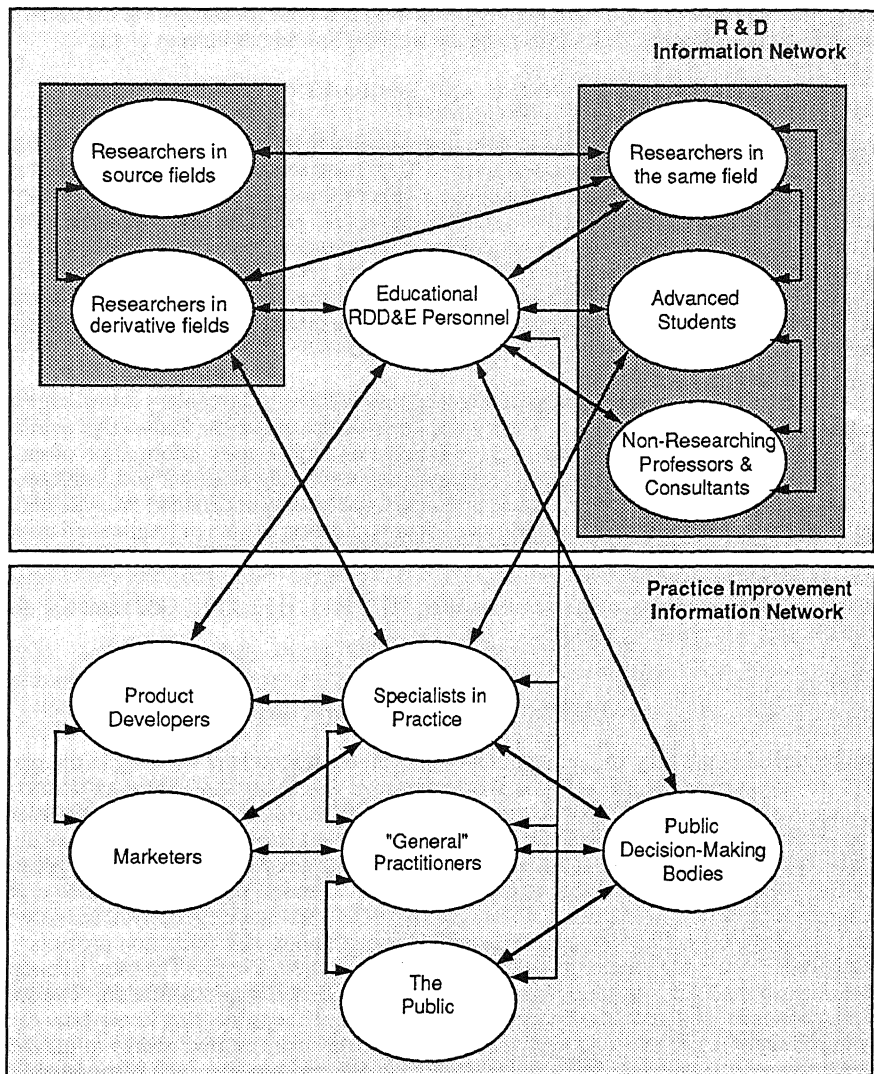 R & D
Information Network
Researchers in
source fields
Researchers in
the same field
Researchers in
derivative fields
Educational
RDD&E Personnel
Advanced
Students
Non-Researching
Professors &
Consultants
Practice Improvement
Information Network
Product
Developers
Specialists in
Practice
Marketers
"General"
Practitioners
Public
Decision-Making
Bodies
The
Public